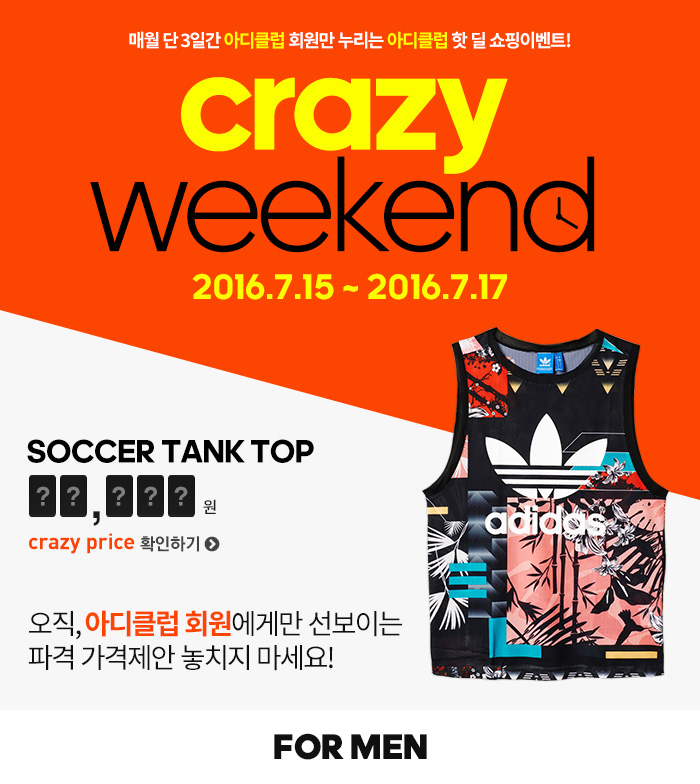 매월 단 3일간 아디클럽 회원만 누리는 아디클럽 핫 딜 쇼핑이벤트!
crazy
weekend
2016.7.15 ~ 2016.7.17
SOCCER TANK TOP
??,???원
crazy price 확인하기
adidas
오직, 아디클럽 회원에게만 선보이는
파격 가격제안 놓치지 마세요!
FOR MEN